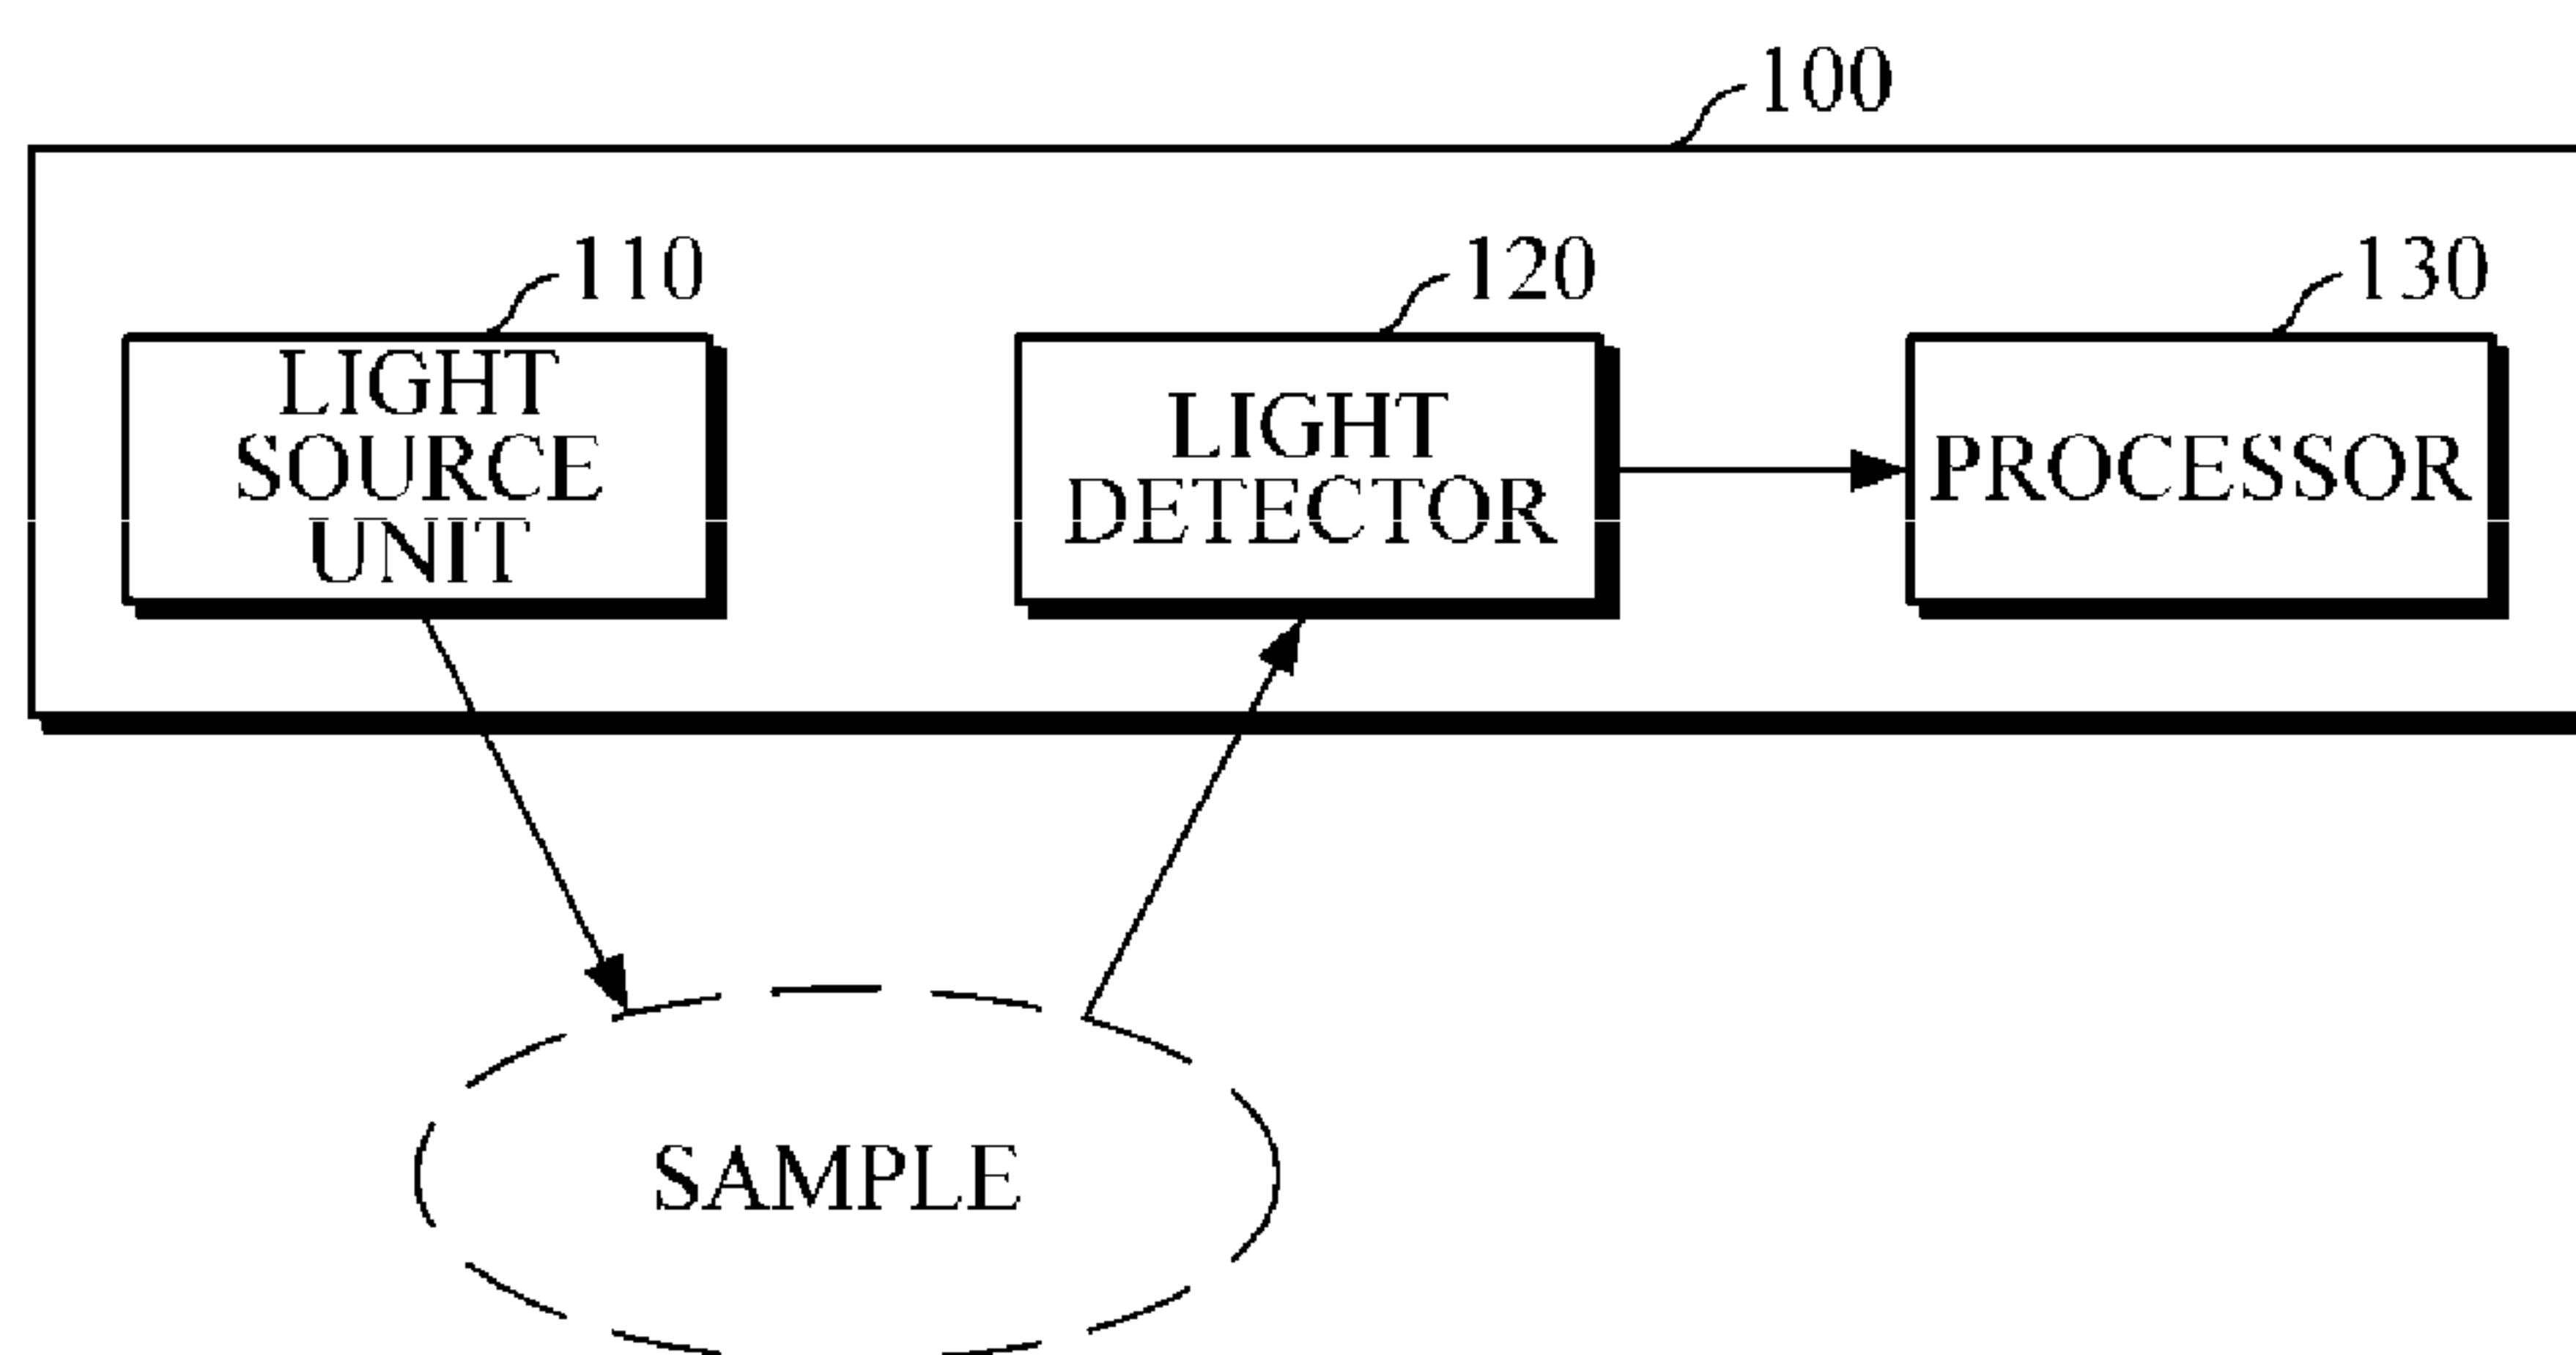 100
110
120
130
LIGHT
SOURCE
UNIT
LIGHT
DETECTOR
PROCESSOR
SAMPLE